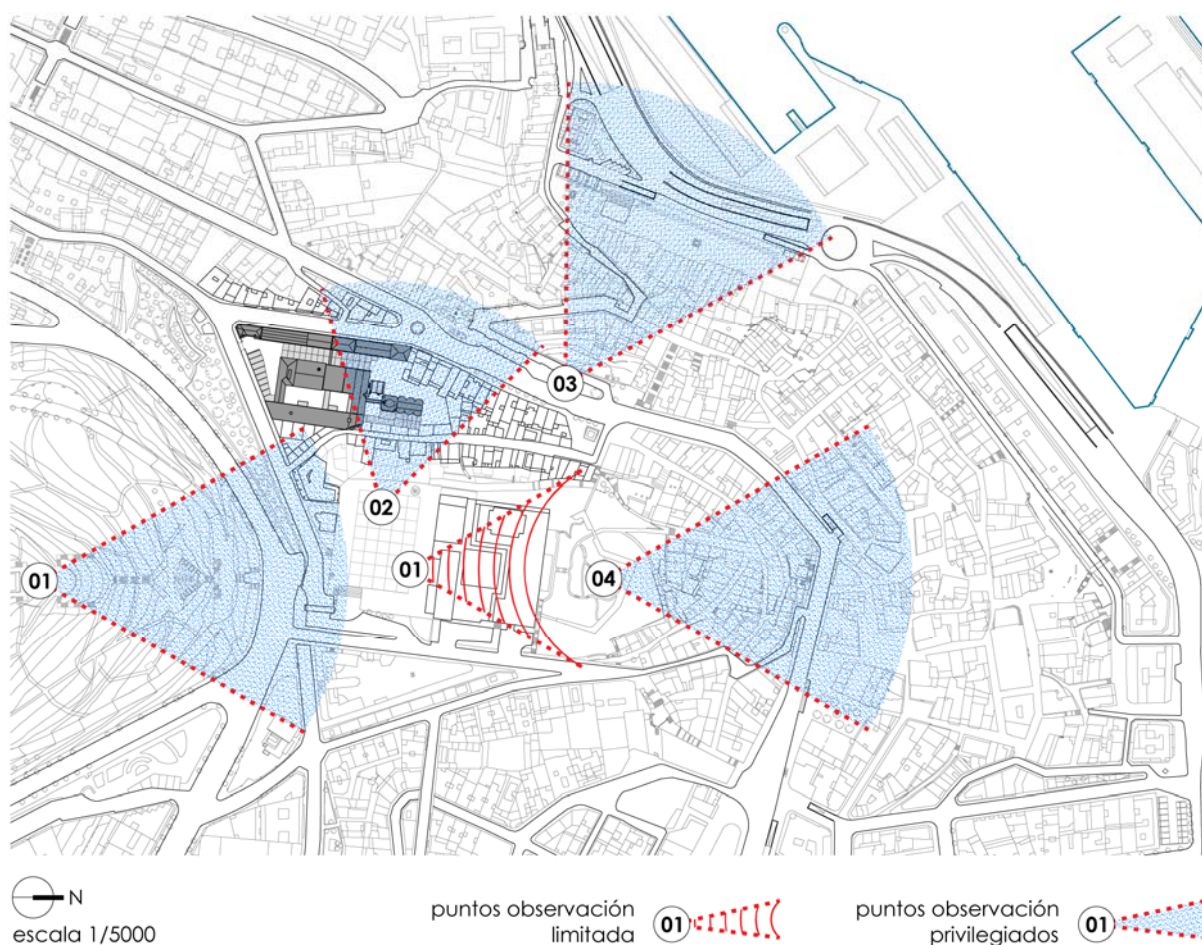 03
02
01
01
04
N
escala 1/5000
puntos observación
limitada
01
puntos observación
privilegiados
01